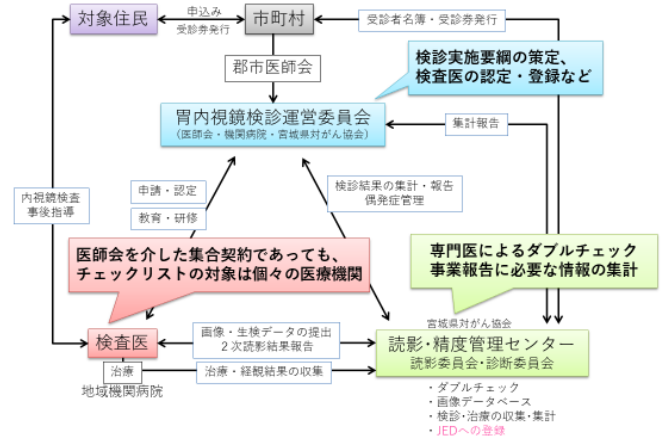 対象住民
申込み
受診券発行
市町村
受診者名簿・受診券発行
郡市医師会
検診実施要綱の策定、
検査医の認定・登録など
胃内視鏡検診運営委員会
（医師会・機関病院・宮城県対がん協会）
集計報告
内視鏡検査
事後指導
申請・認定
教育・研修
検診結果の集計・報告
偶発症管理
医師会を介した集合契約であっても、
チェックリストの対象は個々の医療機関
専門医によるダブルチェック
事業報告に必要な情報の集計
宮城県対がん協会
検査医
画像・生検データの提出
２次読影結果報告
読影・精度管理センター
読影委員会・診断委員会
治療
治療・経観結果の収集
地域機関病院
・ダブルチェック
・画像データベース
・検診・治療の収集・集計
・JEDへの登録